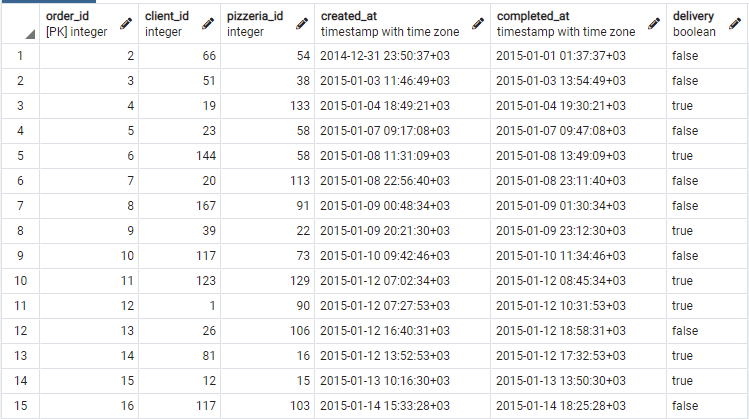 order_id client_id pizzeria_id created_at completed_at delivery
[PK] integer integer integer timestamp with time zone timestamp with time zone boolean
1 2 66 54 2014-12-31 23:50:37+03 2015-01-01 01:37:37+03 false
2 3 51 38 2015-01-03 11:46:49+03 2015-01-03 13:54:49+03 false
3 4 19 133 2015-01-04 18:49:21+03 2015-01-04 19:30:21+03 true
4 5 23 58 2015-01-07 09:17:08+03 2015-01-07 09:47:08+03 false
5 6 144 58 2015-01-08 11:31:09+03 2015-01-08 13:49:09+03 true
6 7 20 113 2015-01-08 22:56:40+03 2015-01-08 23:11:40+03 false
7 8 167 91 2015-01-09 00:48:34+03 2015-01-09 01:30:34+03 false
8 9 39 22 2015-01-09 20:21:30+03 2015-01-09 23:12:30+03 true
9 10 117 73 2015-01-10 09:42:46+03 2015-01-10 11:34:46+03 false
10 11 123 129 2015-01-12 07:02:34+03 2015-01-12 08:45:34+03 true
11 12 1 90 2015-01-12 07:27:53+03 2015-01-12 10:31:53+03 true
12 13 26 106 2015-01-12 16:40:31+03 2015-01-12 18:58:31+03 false
13 14 81 16 2015-01-12 13:52:53+03 2015-01-12 17:32:53+03 true
14 15 12 15 2015-01-13 10:16:30+03 2015-01-13 13:50:30+03 true
15 16 117 103 2015-01-14 15:33:28+03 2015-01-14 18:25:28+03 false